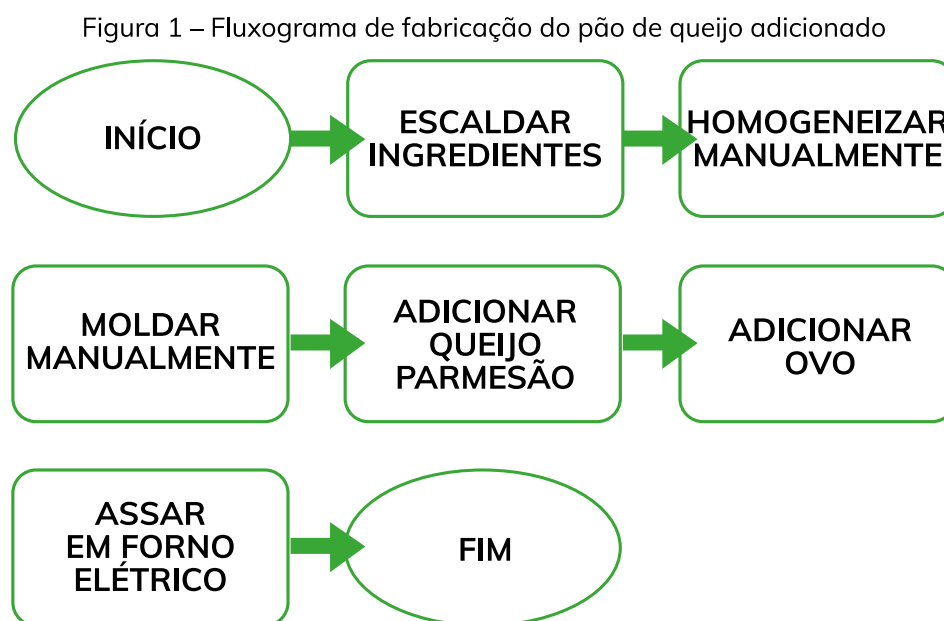 Figura 1 – Fluxograma de fabricação do pão de queijo adicionado
INÍCIO
ESCALDAR
INGREDIENTES
HOMOGENEIZAR
MANUALMENTE
MOLDAR
MANUALMENTE
ADICIONAR
QUEIJO
PARMESÃO
ADICIONAR
OVO
ASSAR
EM FORNO
ELÉTRICO
FIM